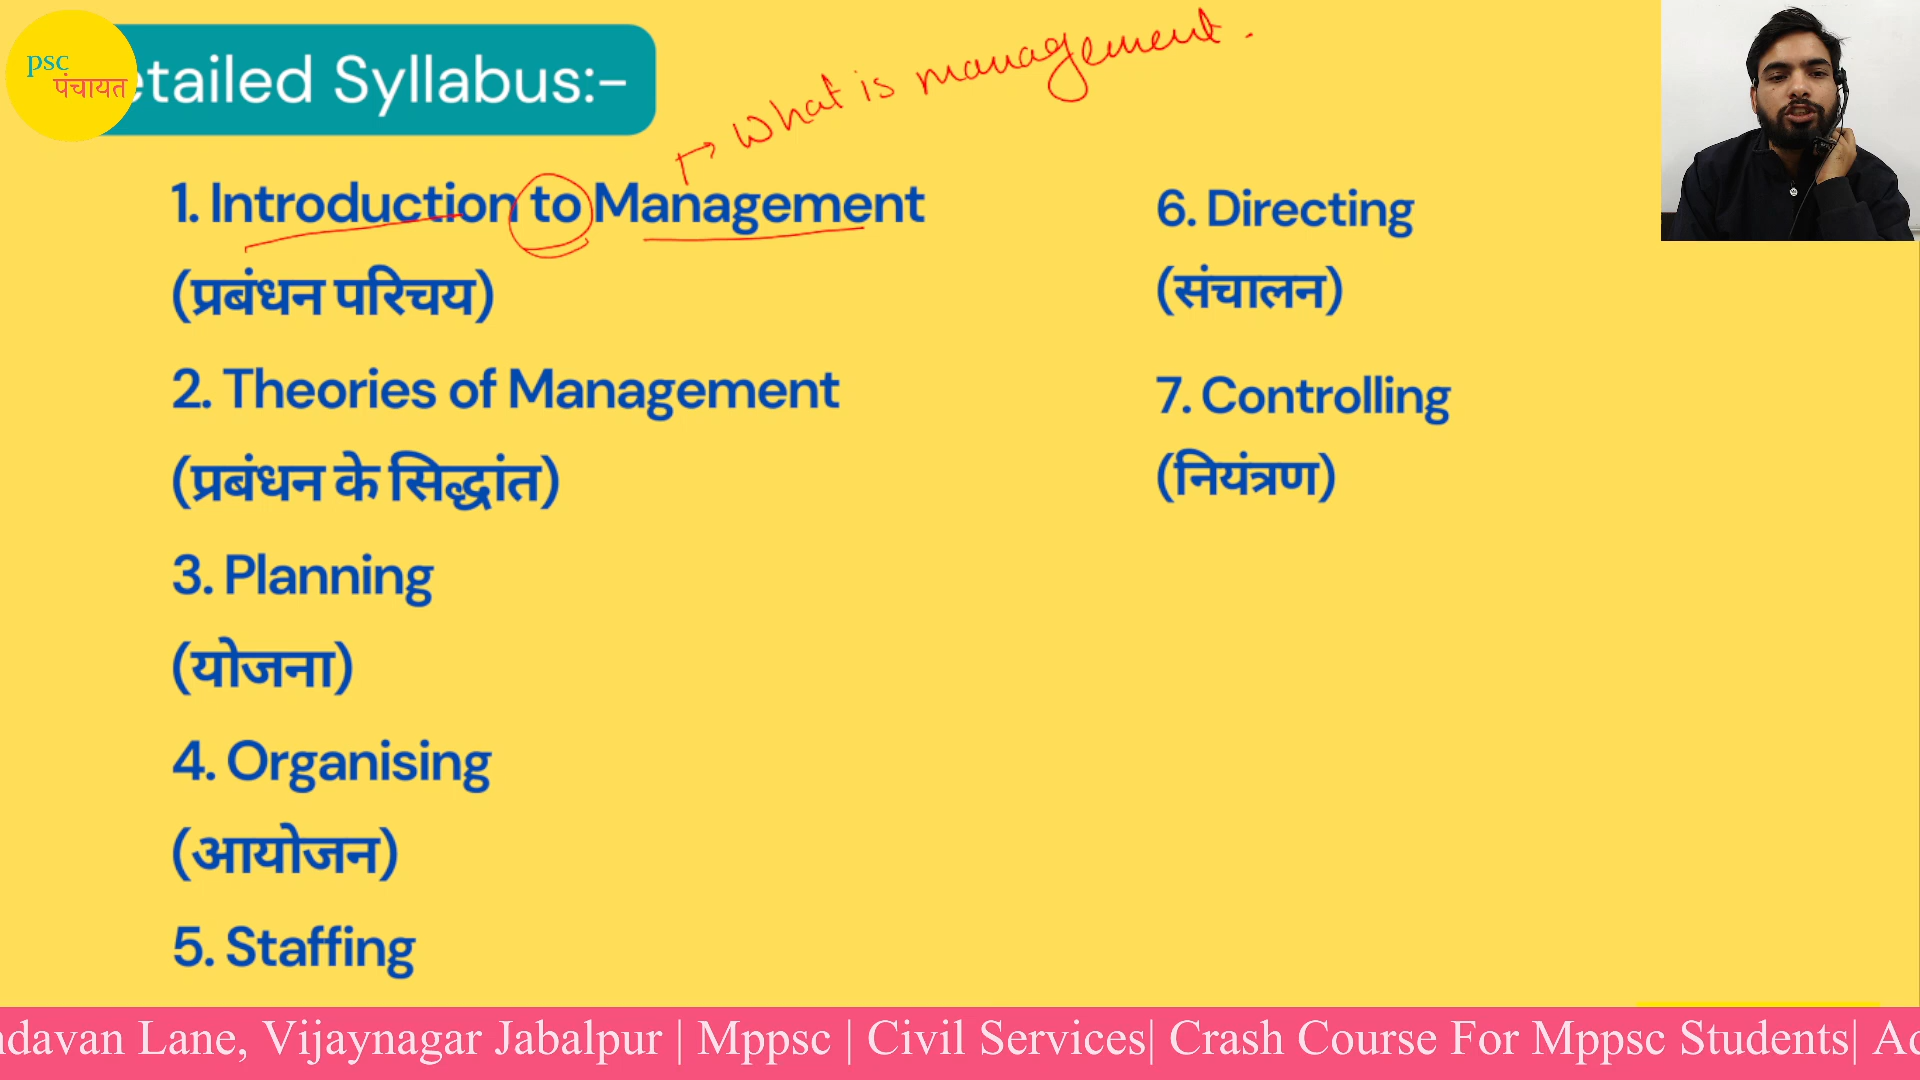 psc
पंचायत
etailed Syllabus:-
What is management.
1. Introduction to Management
(प्रबंधन परिचय)
2. Theories of Management
(प्रबंधन के सिद्धांत)
3. Planning
(योजना)
4. Organising
(आयोजन)
5. Staffing
6. Directing
(संचालन)
7. Controlling
(नियंत्रण)
ndavan Lane, Vijaynagar Jabalpur | Mppsc | Civil Services| Crash Course For Mppsc Students| Ac